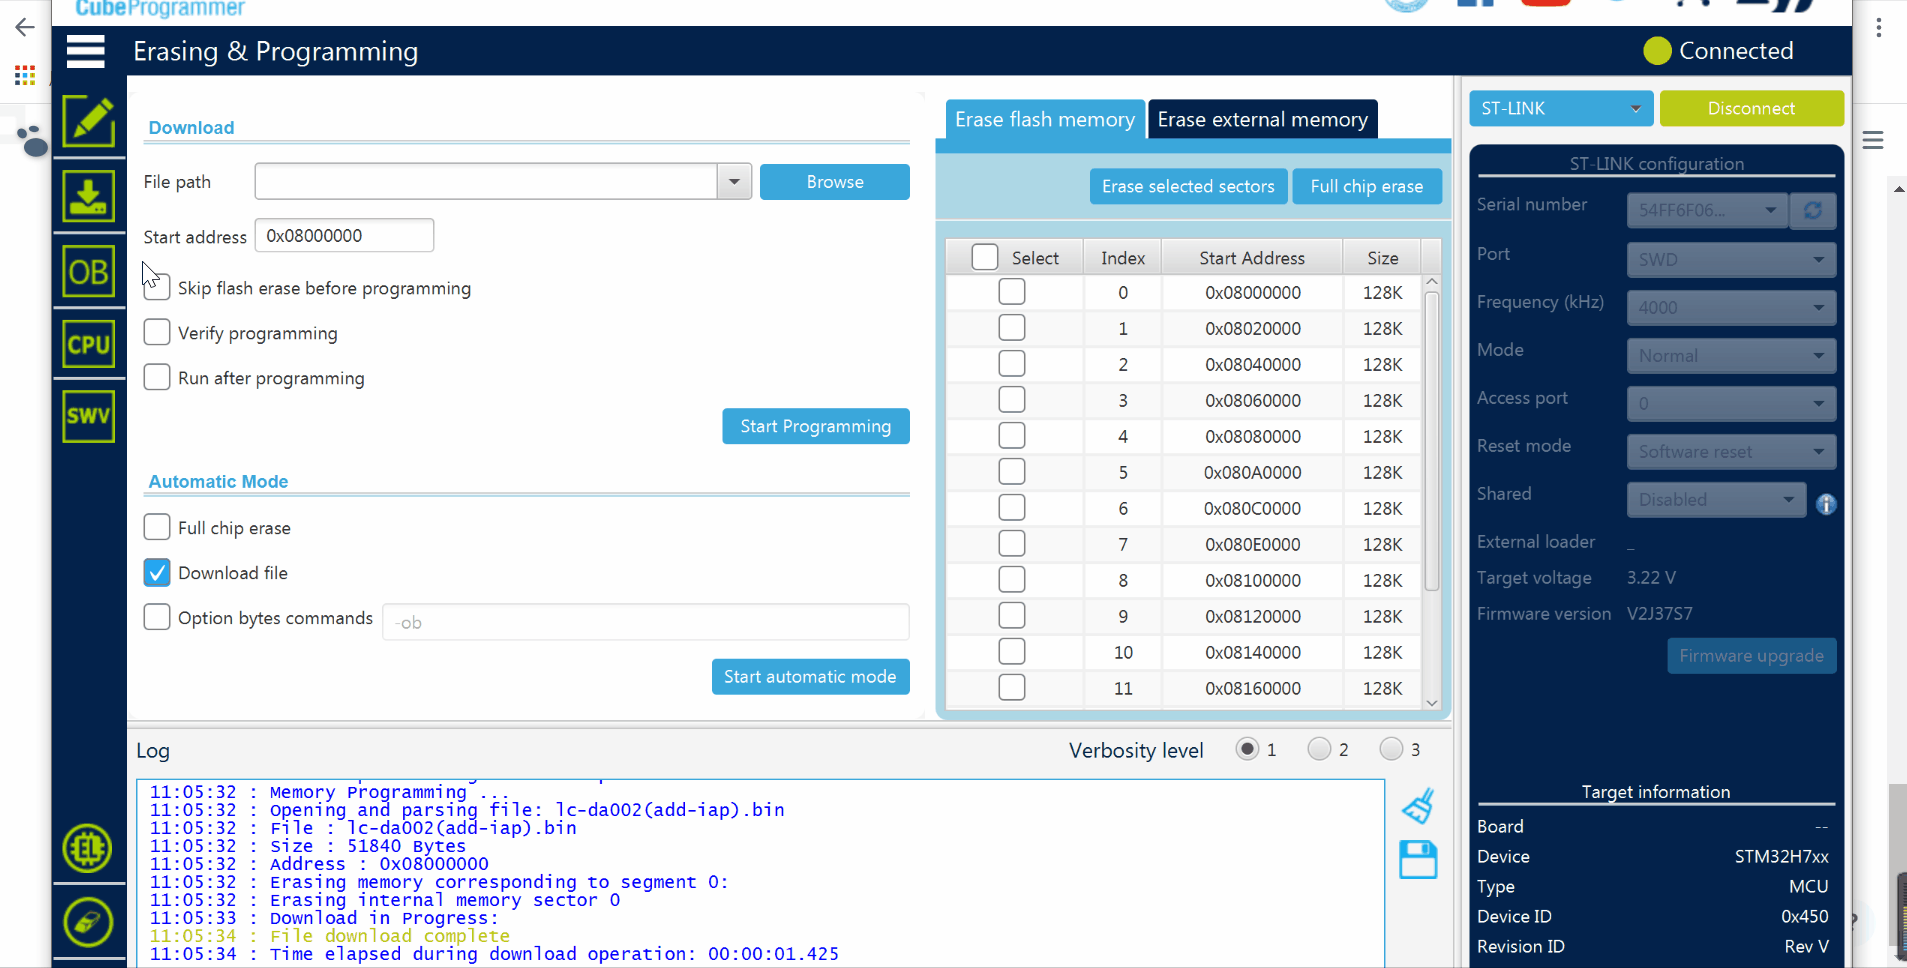 CubeProgrammer
Erasing & Programming
Connected
Download
File path
Browse
Start address
0x08000000
Skip flash erase before programming
Verify programming
Run after programming
Start Programming
Automatic Mode
Full chip erase
Download file
Option bytes commands
-ob
Start automatic mode
Erase flash memory
Erase external memory
Erase selected sectors
Full chip erase
Select Index Start Address Size
0 0x08000000 128K
1 0x08020000 128K
2 0x08040000 128K
3 0x08060000 128K
4 0x08080000 128K
5 0x080A0000 128K
6 0x080C0000 128K
7 0x080E0000 128K
8 0x08100000 128K
9 0x08120000 128K
10 0x08140000 128K
11 0x08160000 128K
OB
CPU
SWV
EL
Log
Verbosity level 1 2 3
11:05:32 : Memory Programming ...
11:05:32 : Opening and parsing file: lc-da002(add-iap).bin
11:05:32 : File : lc-da002(add-iap).bin
11:05:32 : Size : 51840 Bytes
11:05:32 : Address : 0x08000000
11:05:32 : Erasing memory corresponding to segment 0:
11:05:32 : Erasing internal memory sector 0
11:05:33 : Download in Progress:
11:05:34 : File download complete
11:05:34 : Time elapsed during download operation: 00:00:01.425
ST-LINK
Disconnect
ST-LINK configuration
Serial number 54FF6F06...
Port SWD
Frequency (kHz) 4000
Mode Normal
Access port 0
Reset mode Software reset
Shared Disabled
External loader _
Target voltage 3.22 V
Firmware version V2J37S7
Firmware upgrade
Target information
Board --
Device STM32H7xx
Type MCU
Device ID 0x450
Revision ID Rev V